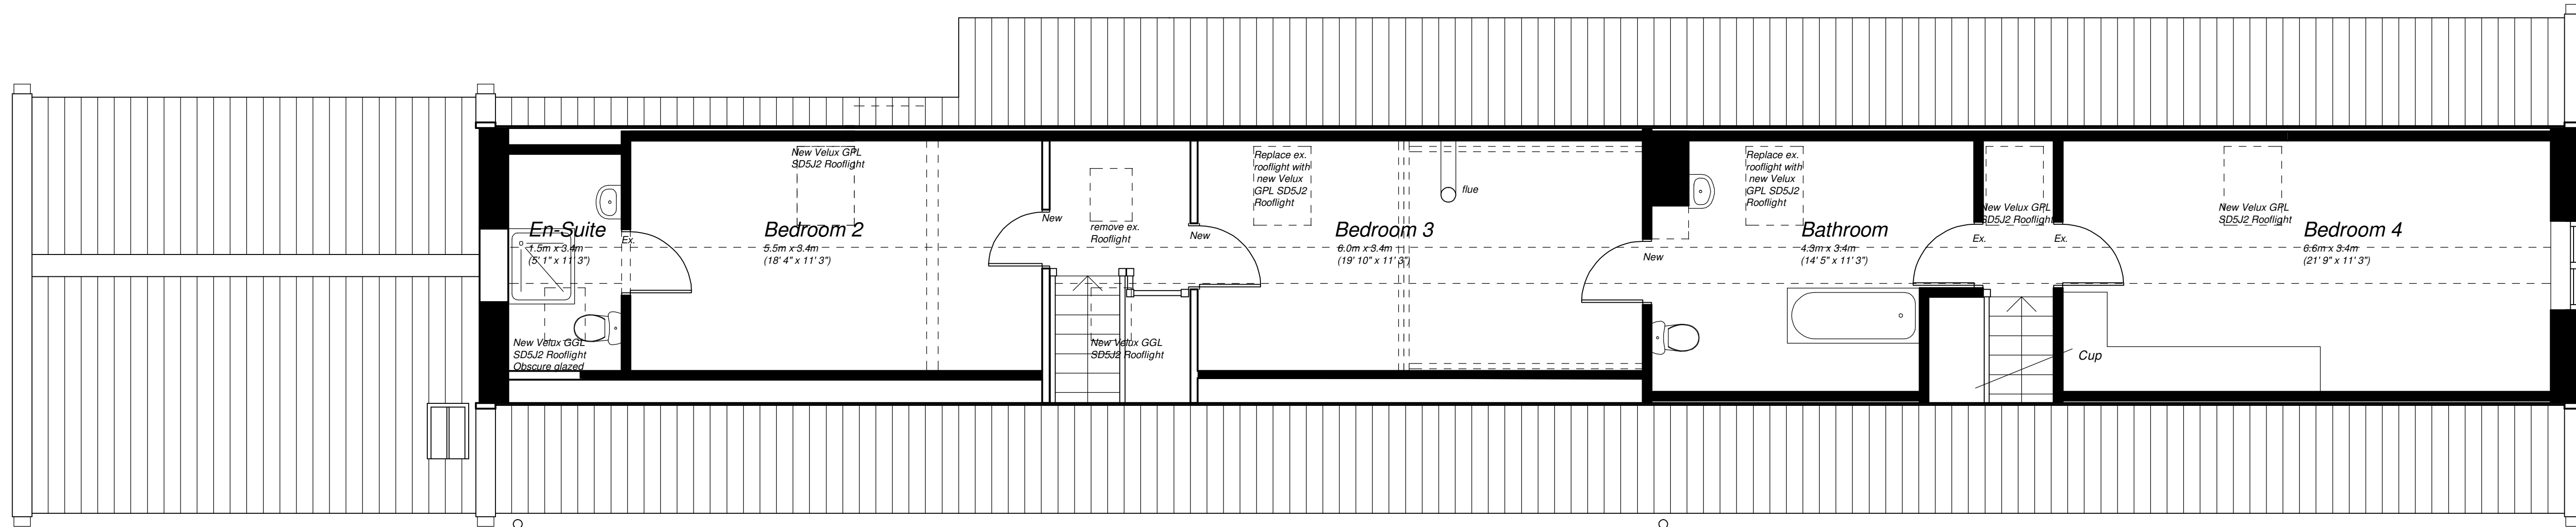 En-Suite
1.5m x 3.4m
(5' 1" x 11' 3")
Ex.
New Velux GGL
SD5J2 Rooflight
Obscure glazed
New Velux GPL
SD5J2 Rooflight
Bedroom 2
5.5m x 3.4m
(18' 4" x 11' 3")
New
remove ex.
Rooflight
New
New Velux GGL
SD5J2 Rooflight
Replace ex.
rooflight with
new Velux
GPL SD5J2
Rooflight
flue
Bedroom 3
6.0m x 3.4m
(19' 10" x 11' 3")
New
Replace ex.
rooflight with
new Velux
GPL SD5J2
Rooflight
Bathroom
4.3m x 3.4m
(14' 5" x 11' 3")
New Velux GPL
SD5J2 Rooflight
Ex.
Ex.
Cup
New Velux GPL
SD5J2 Rooflight
Bedroom 4
6.6m x 3.4m
(21' 9" x 11' 3")